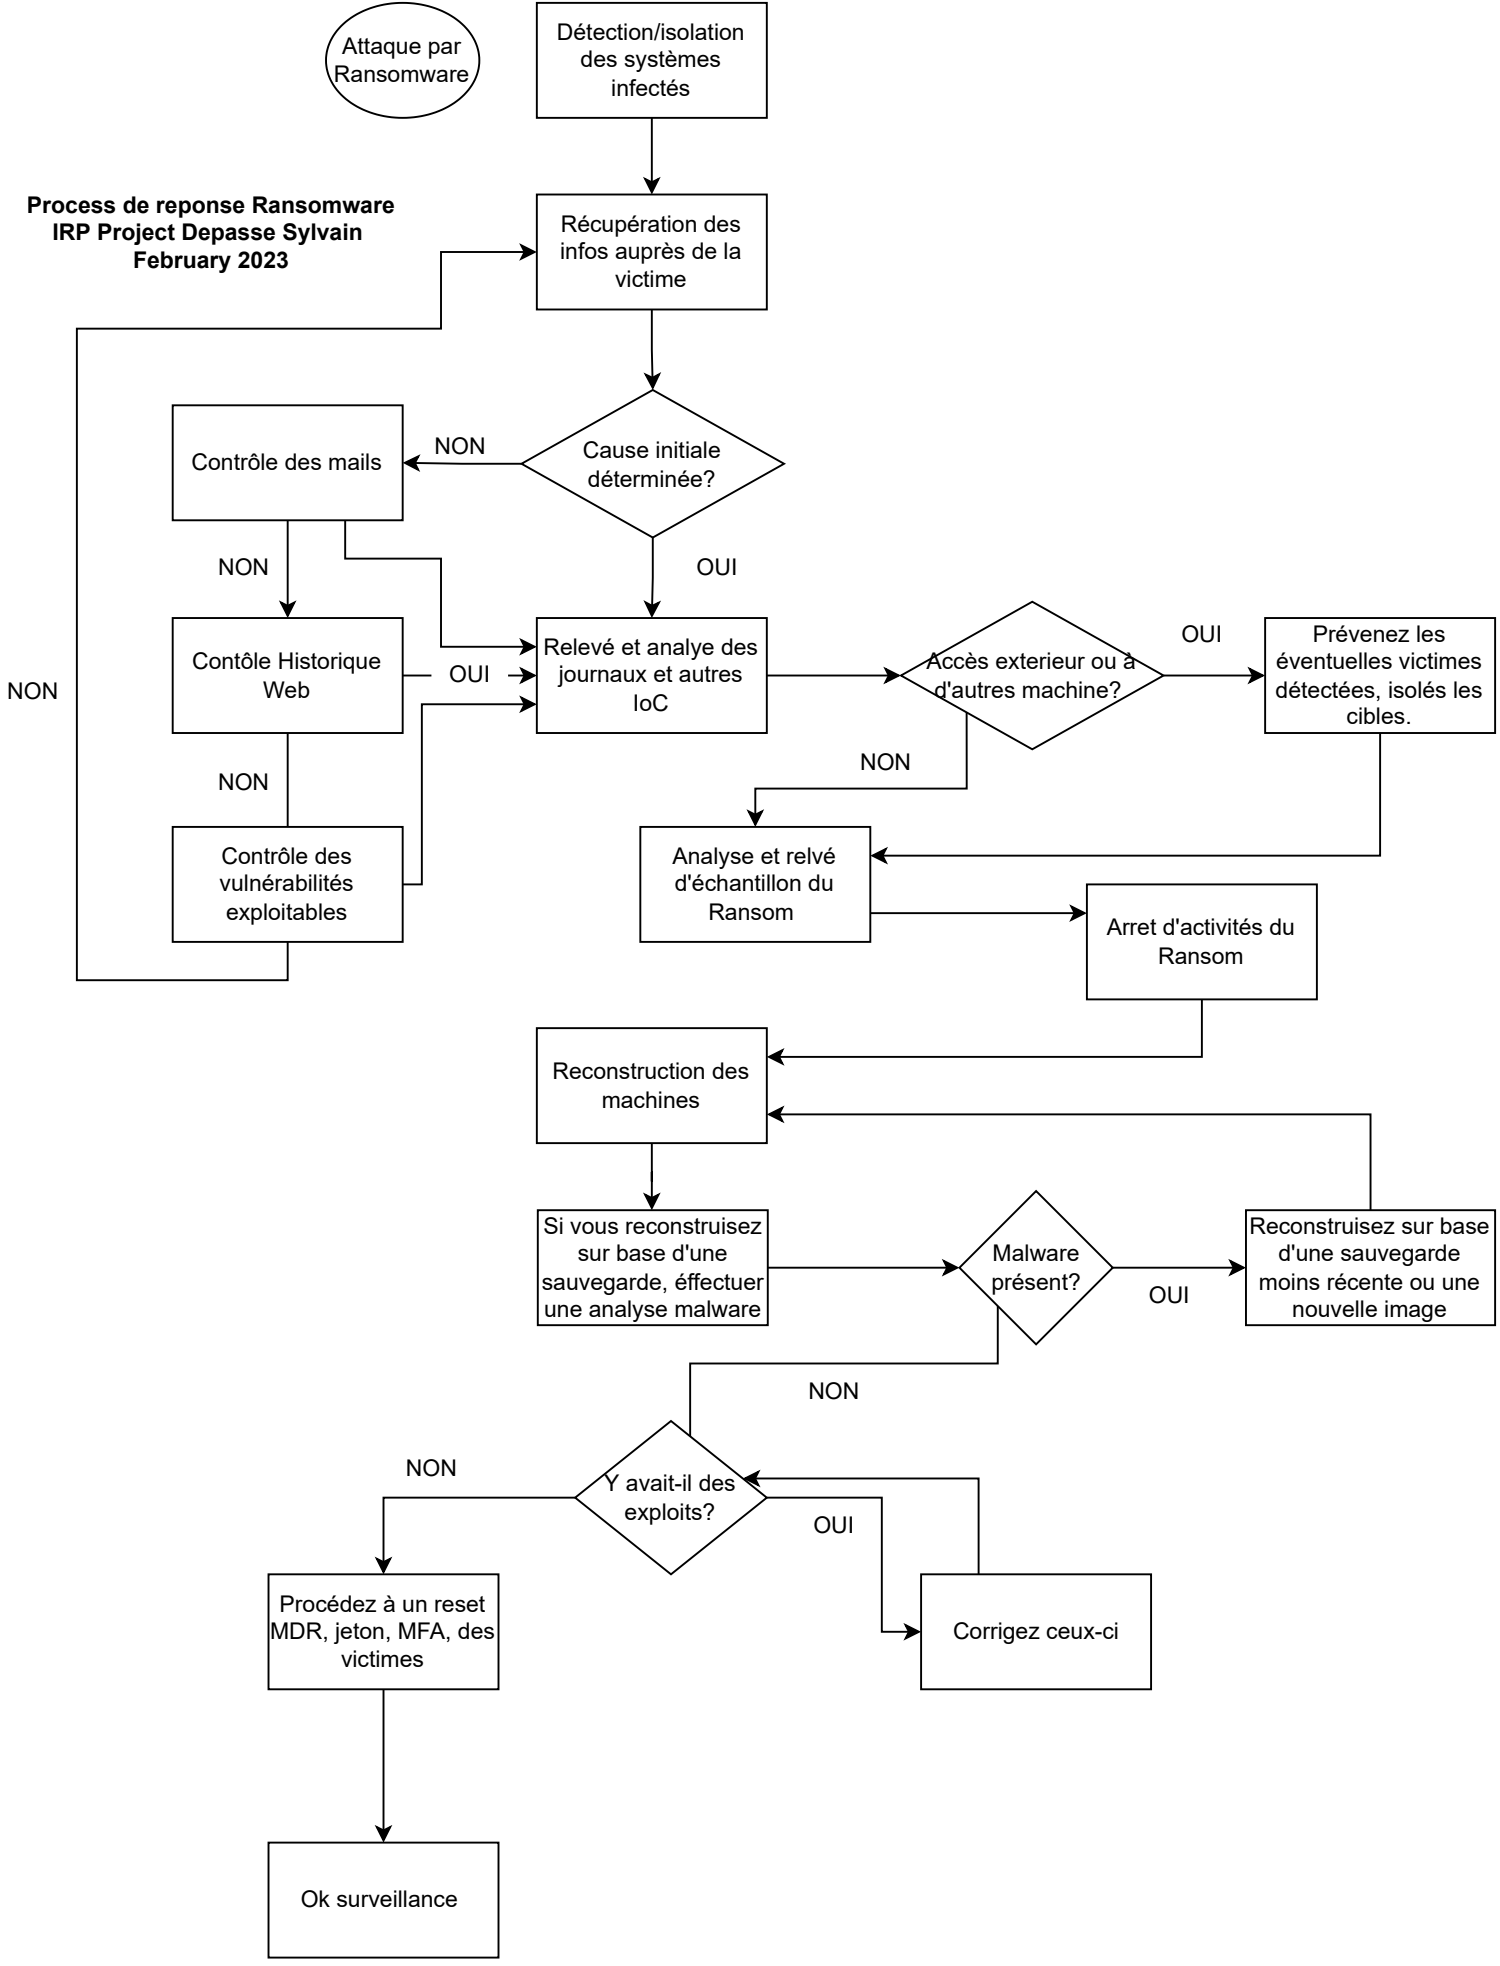 Attaque par
Ransomware
Détection/isolation
des systèmes
infectés
Process de reponse Ransomware
IRP Project Depasse Sylvain
February 2023
Récupération des
infos auprès de la
victime
Cause initiale
déterminée?
NON
Contrôle des mails
NON
OUI
Contôle Historique
Web
OUI
Relevé et analye des
journaux et autres
IoC
Accès exterieur ou à
d'autres machine?
OUI
Prévenez les
éventuelles victimes
détectées, isolés les
cibles.
NON
NON
NON
Contrôle des
vulnérabilités
exploitables
Analyse et relvé
d'échantillon du
Ransom
Arret d'activités du
Ransom
Reconstruction des
machines
Si vous reconstruisez
sur base d'une
sauvegarde, éffectuer
une analyse malware
Malware
présent?
OUI
Reconstruisez sur base
d'une sauvegarde
moins récente ou une
nouvelle image
NON
Y avait-il des
exploits?
NON
OUI
Procédez à un reset
MDR, jeton, MFA, des
victimes
Corrigez ceux-ci
Ok surveillance